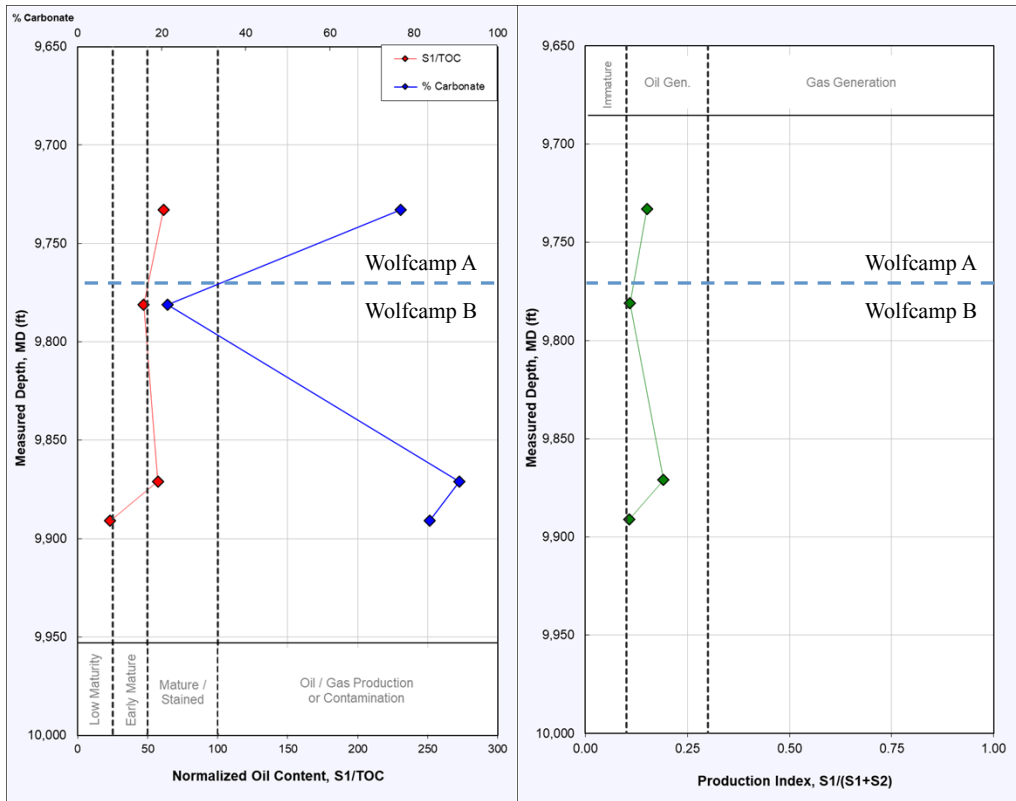 % Carbonate
0 20 40 60 80 100
9,650
9,700
9,750
9,800
9,850
9,900
9,950
10,000
Measured Depth, MD (ft)
S1/TOC
% Carbonate
Wolfcamp A
Wolfcamp B
Low Maturity
Early Mature
Mature /
Stained
Oil / Gas Production
or Contamination
0 50 100 150 200 250 300
Normalized Oil Content, S1/TOC
9,650
9,700
9,750
9,800
9,850
9,900
9,950
10,000
Measured Depth, MD (ft)
Immature
Oil Gen.
Gas Generation
Wolfcamp A
Wolfcamp B
0.00 0.25 0.50 0.75 1.00
Production Index, S1/(S1+S2)